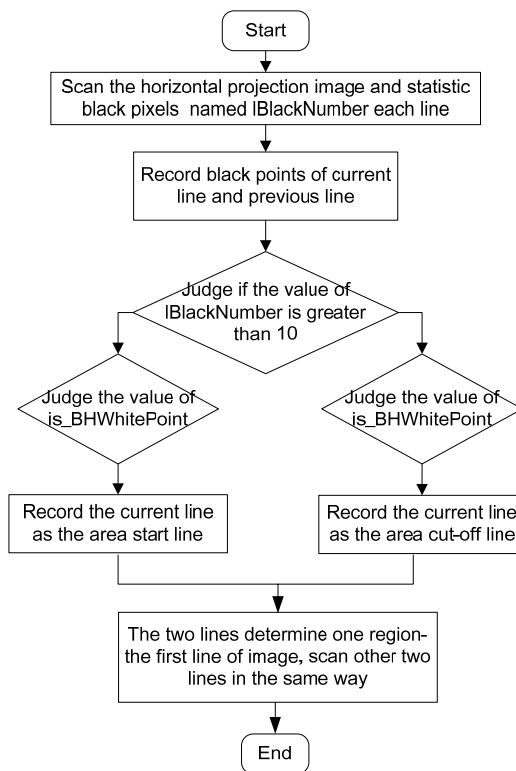 Start
Scan the horizontal projection image and statistic
black pixels named lBlackNumber each line
Record black points of current
line and previous line
Judge if the value of
lBlackNumber is greater
than 10
Judge the value of
is_BHWhitePoint
Judge the value of
is_BHWhitePoint
Record the current line
as the area start line
Record the current line
as the area cut-off line
The two lines determine one region-
the first line of image, scan other two
lines in the same way
End